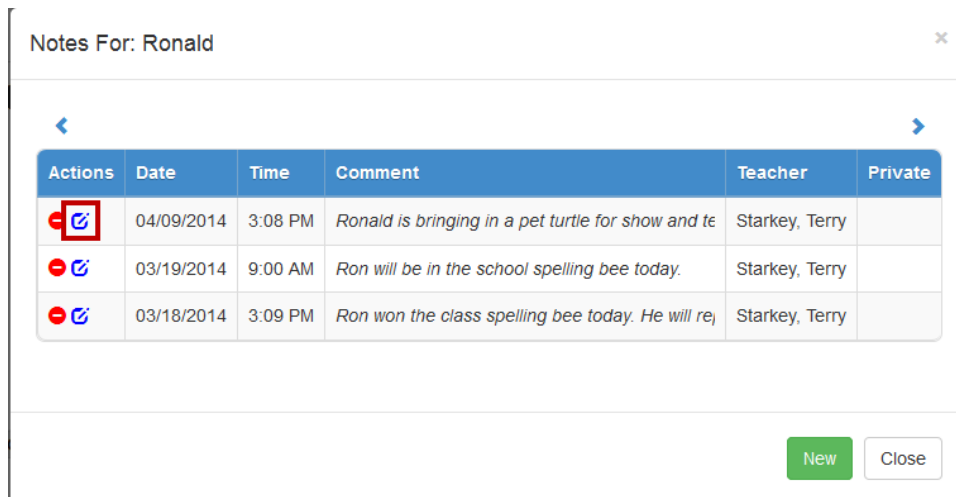 Notes For: Ronald
Actions Date Time Comment Teacher Private
04/09/2014 3:08 PM Ronald is bringing in a pet turtle for show and te Starkey, Terry
03/19/2014 9:00 AM Ron will be in the school spelling bee today. Starkey, Terry
03/18/2014 3:09 PM Ron won the class spelling bee today. He will Starkey, Terry
New Close